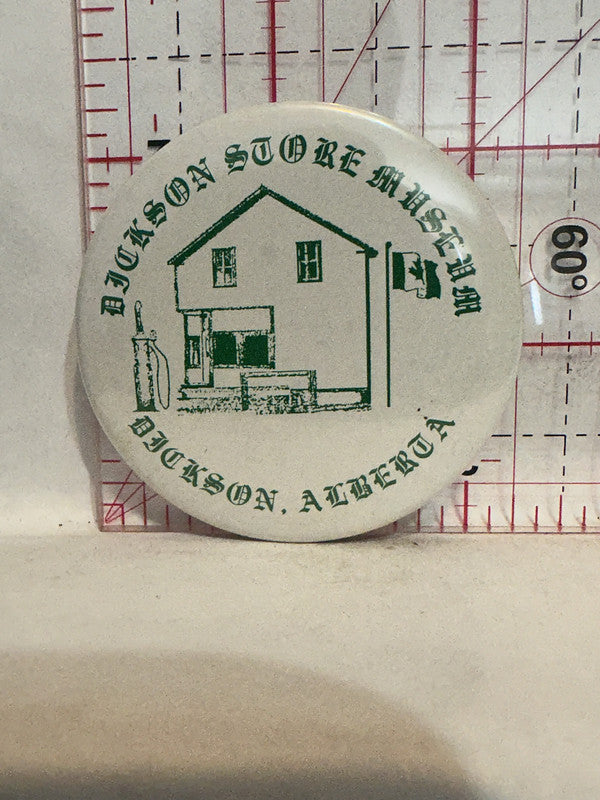 DICKSON STORE MUSEUM
DICKSON, ALBERTA
60°